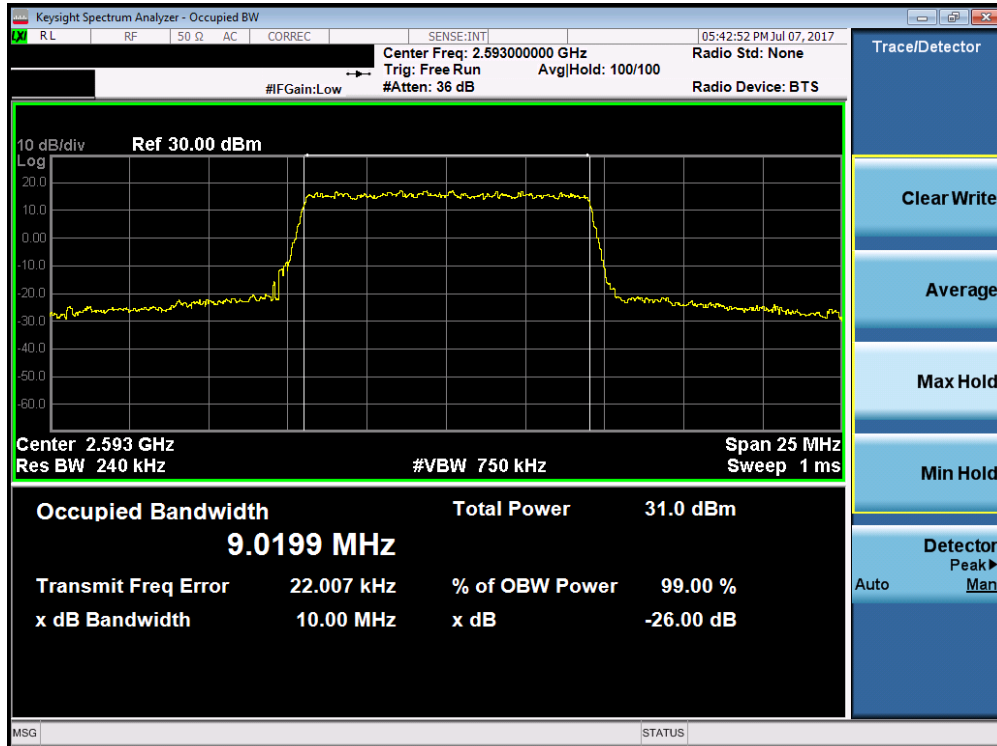 Keysight Spectrum Analyzer - Occupied BW
LXI RL RF 50 Ω AC CORREC SENSE:INT 05:42:52 PM Jul 07, 2017
Center Freq: 2.593000000 GHz Radio Std: None
Trig: Free Run Avg|Hold: 100/100
#IFGain:Low #Atten: 36 dB Radio Device: BTS
Trace/Detector
10 dB/div Ref 30.00 dBm
Log
20.0
10.0
0.00
-10.0
-20.0
-30.0
-40.0
-50.0
-60.0
Center 2.593 GHz Span 25 MHz
Res BW 240 kHz #VBW 750 kHz Sweep 1 ms
Occupied Bandwidth Total Power 31.0 dBm
9.0199 MHz
Transmit Freq Error 22.007 kHz % of OBW Power 99.00 %
x dB Bandwidth 10.00 MHz x dB -26.00 dB
Clear Write
Average
Max Hold
Min Hold
Detector
Peak▶
Auto Man
MSG STATUS